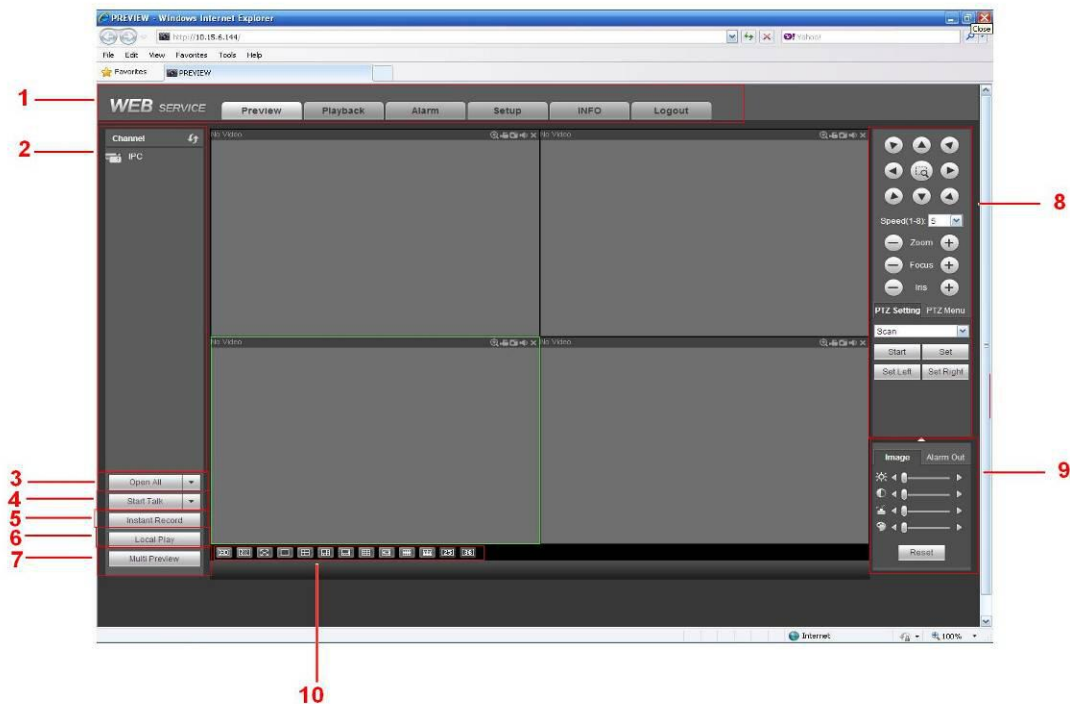 PREVIEW - Windows Internet Explorer
Close
http://10.15.6.144/
Yahoo!
File Edit View Favorites Tools Help
Favorites PREVIEW
1
WEB SERVICE Preview Playback Alarm Setup INFO Logout
2
Channel
IPC
No Video
No Video
8
Speed(1-8): 5
Zoom
Focus
Iris
PTZ Setting PTZ Menu
Scan
Start Set
Set Left Set Right
No Video
No Video
9
Image Alarm Out
Reset
3
Open All
4
Start Talk
5
Instant Record
6
Local Play
7
Multi Preview
25 36
10
Internet
100%